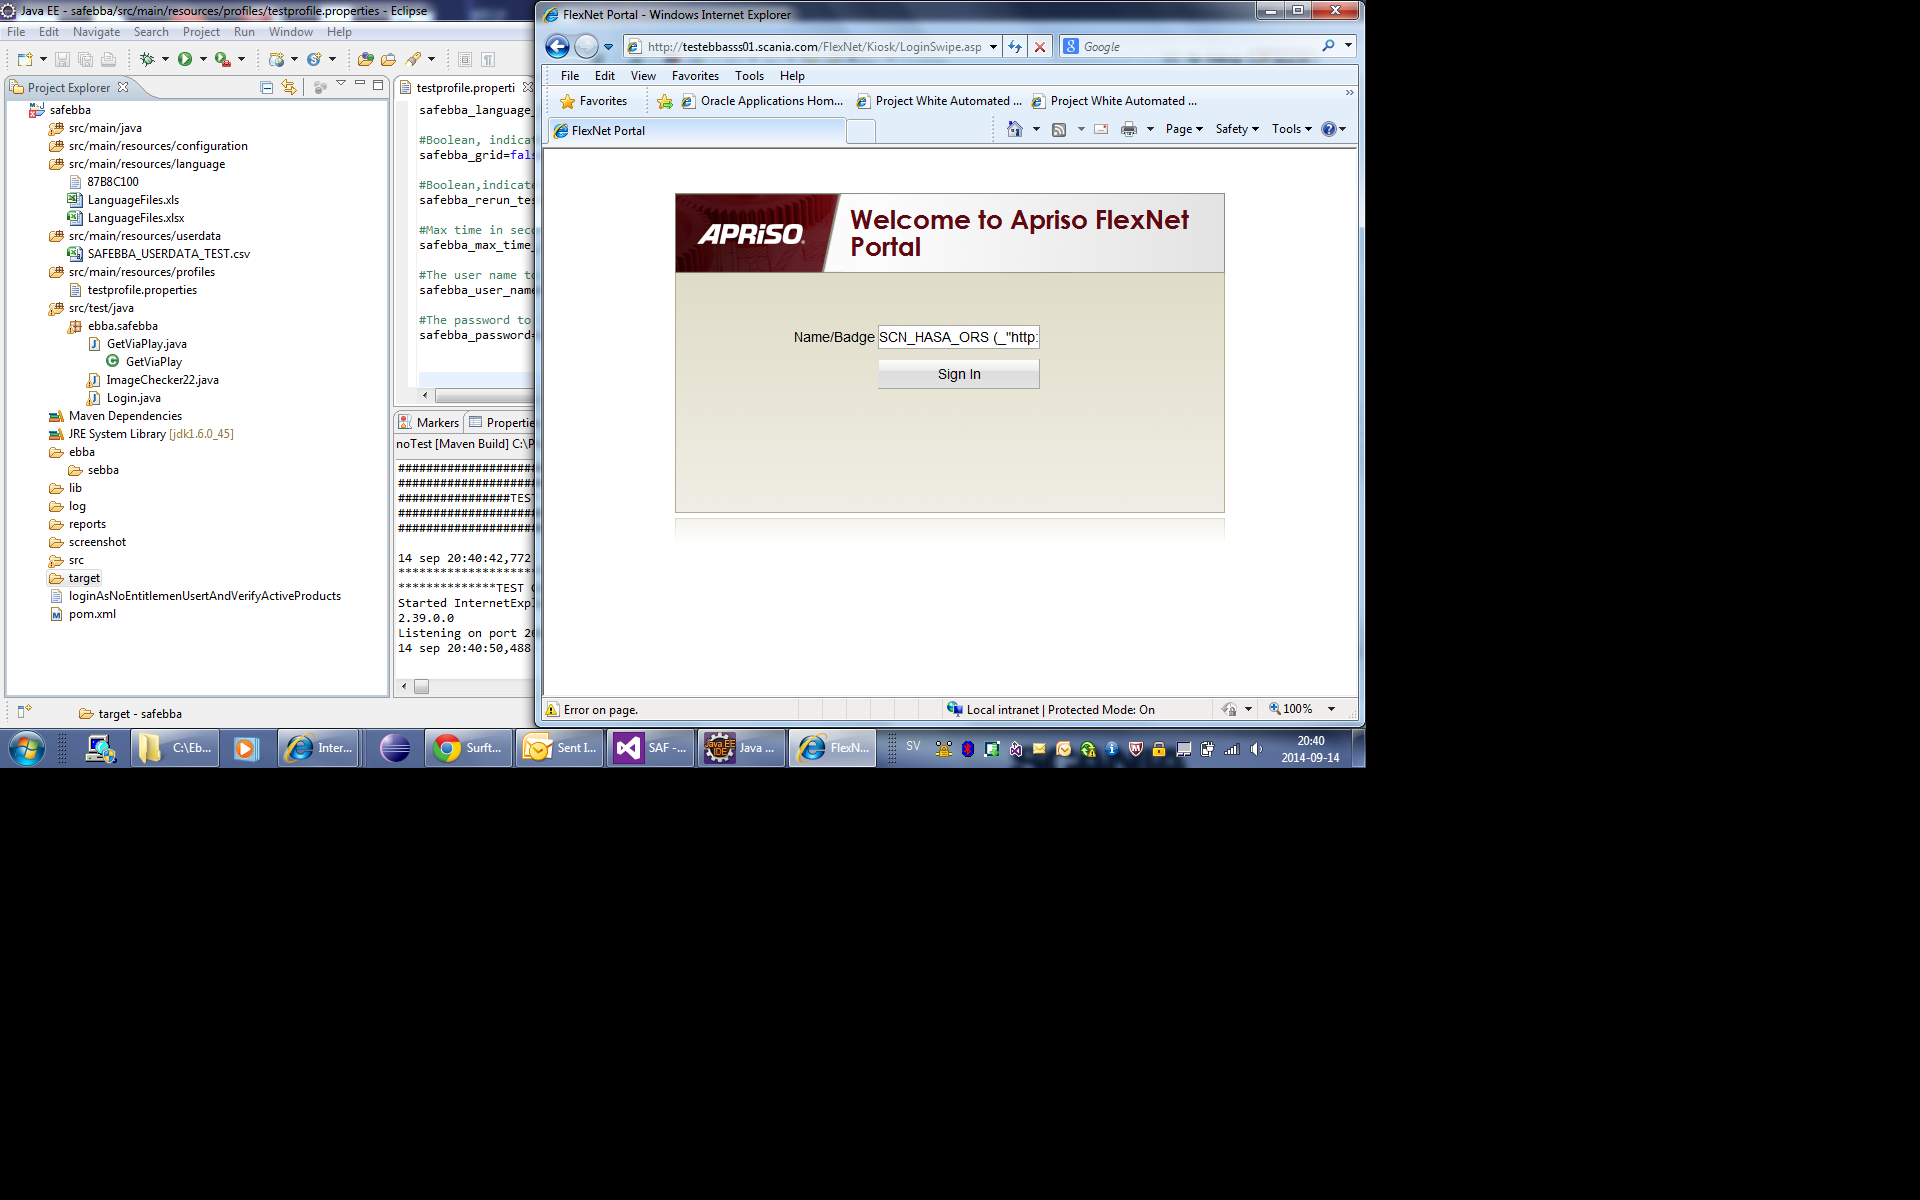 Java EE - safebba/src/main/resources/profiles/testprofile.properties - Eclipse
File Edit Navigate Search Project Run Window Help
Project Explorer
safebba
src/main/java
src/main/resources/configuration
src/main/resources/language
87B8C100
LanguageFiles.xls
LanguageFiles.xlsx
src/main/resources/userdata
SAFEBBA_USERDATA_TEST.csv
src/main/resources/profiles
testprofile.properties
src/test/java
ebba.safebba
GetViaPlay.java
GetViaPlay
ImageChecker22.java
Login.java
Maven Dependencies
JRE System Library [jdk1.6.0_45]
ebba
sebba
lib
log
reports
screenshot
src
target
loginAsNoEntitlemenUsertAndVerifyActiveProducts
pom.xml
target - safebba
testprofile.properti
safebba_language_
#Boolean, indicat
safebba_grid=fals
#Boolean,indicate
safebba_rerun_tes
#Max time in seco
safebba_max_time_
#The user name to
safebba_user_name
#The password to
safebba_password=
Markers Propertie
noTest [Maven Build] C:\P
####################
####################
################TEST
####################
####################
14 sep 20:40:42,772
********************
**************TEST C
Started InternetExpl
2.39.0.0
Listening on port 26
14 sep 20:40:50,488
FlexNet Portal - Windows Internet Explorer
http://testebbasss01.scania.com/FlexNet/Kiosk/LoginSwipe.asp
Google
File Edit View Favorites Tools Help
Favorites Oracle Applications Hom... Project White Automated ... Project White Automated ...
FlexNet Portal
Page Safety Tools
APRISO
Welcome to Apriso FlexNet
Portal
Name/Badge SCN_HASA_ORS (_"http:
Sign In
Error on page.
Local intranet | Protected Mode: On
100%
C:\Eb... Inter... Surft... Sent I... SAF -... Java ... FlexN... SV
20:40
2014-09-14